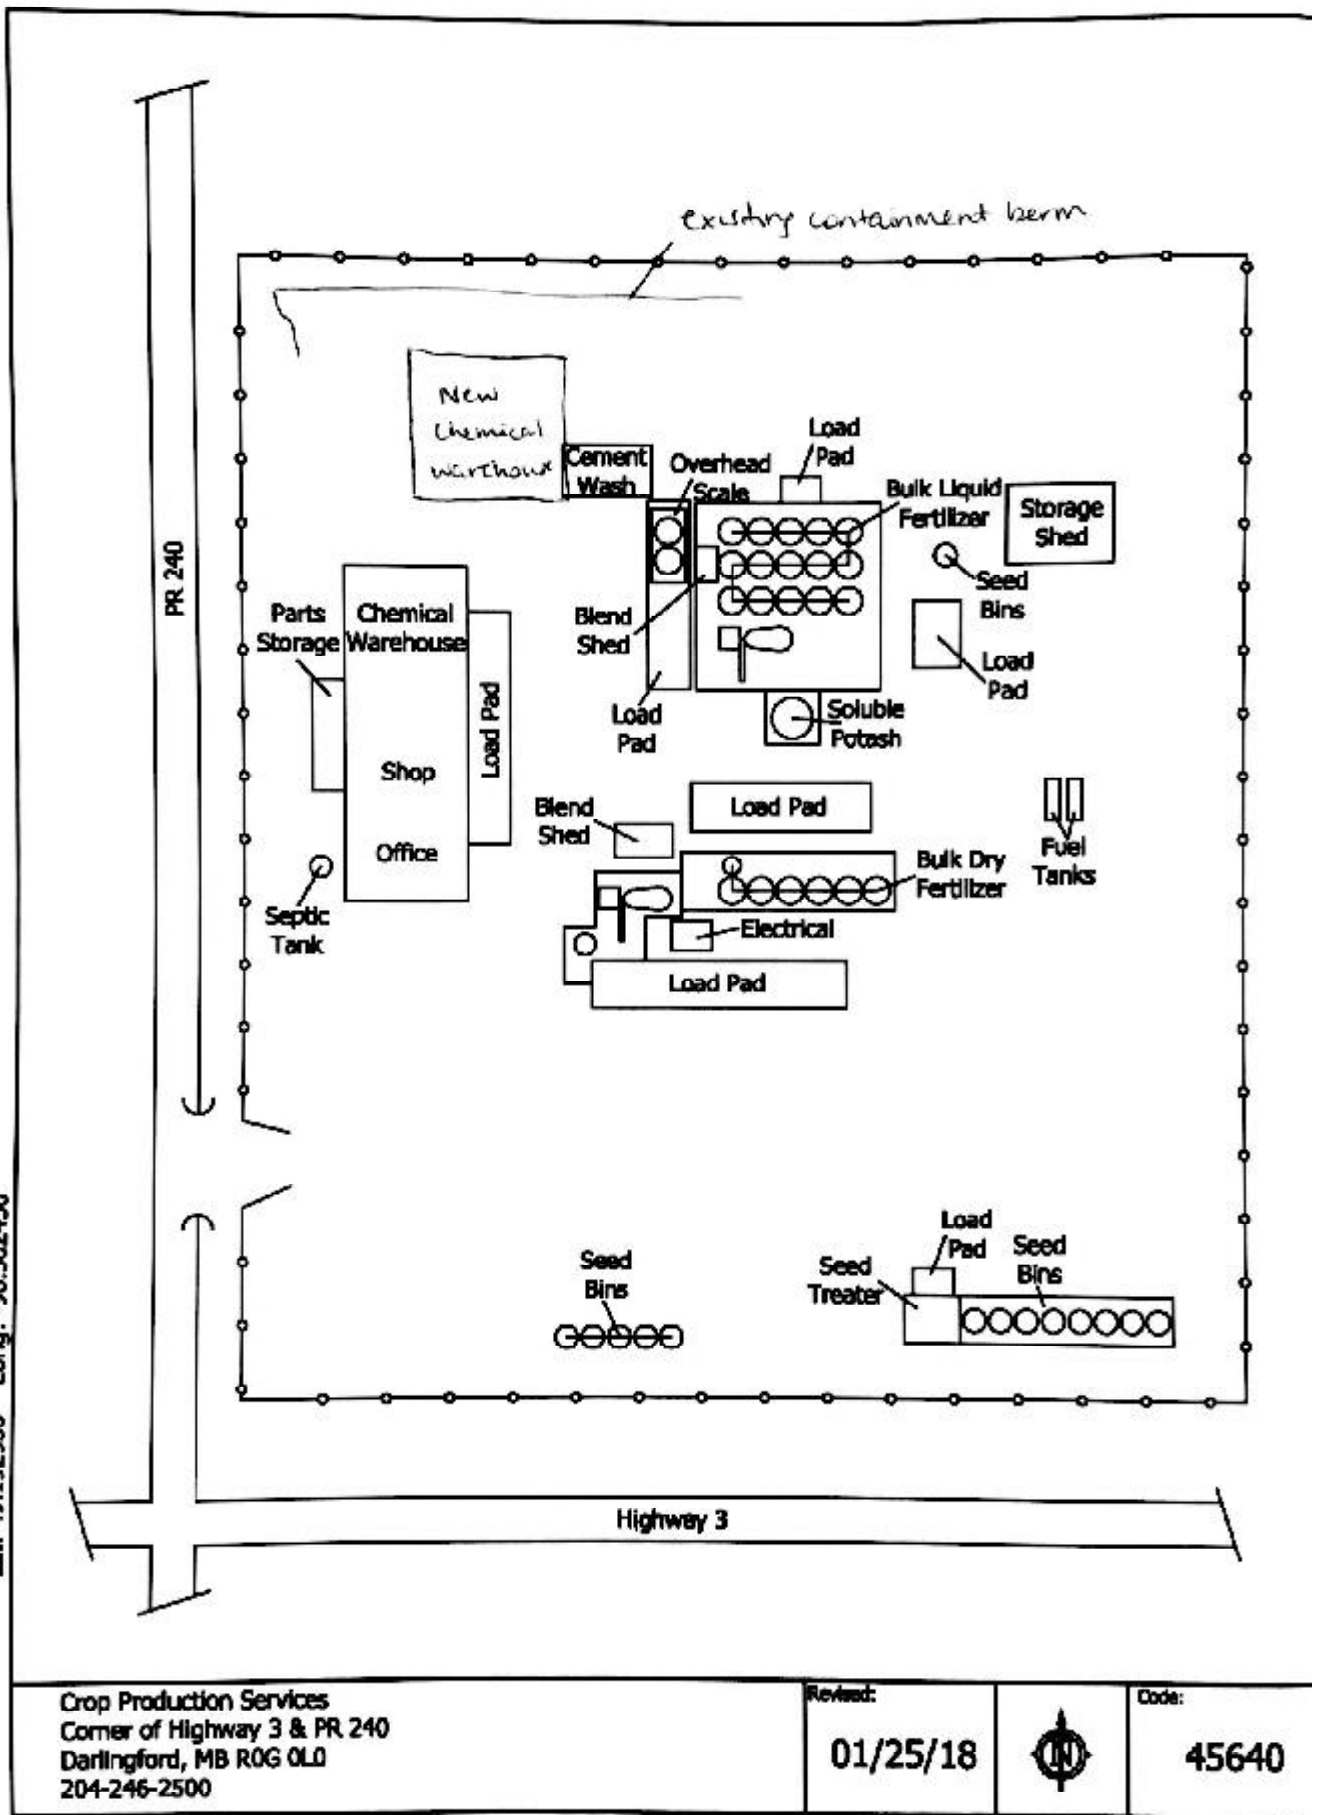 existing containment berm
New
Chemical
warehouse
Cement
Wash
Overhead
Scale
Load
Pad
Bulk Liquid
Fertilizer
Storage
Shed
Seed
Bins
PR 240
Parts
Storage
Chemical
Warehouse
Blend
Shed
Load
Pad
Load
Pad
Soluble
Potash
Load Pad
Shop
Office
Blend
Shed
Load Pad
Fuel
Tanks
Bulk Dry
Fertilizer
Septic
Tank
Electrical
Load Pad
Seed
Bins
Seed
Treater
Load
Pad
Seed
Bins
Highway 3
Crop Production Services
Corner of Highway 3 & PR 240
Darlingford, MB R0G 0L0
204-246-2500
Revised:
01/25/18
N
Code:
45640